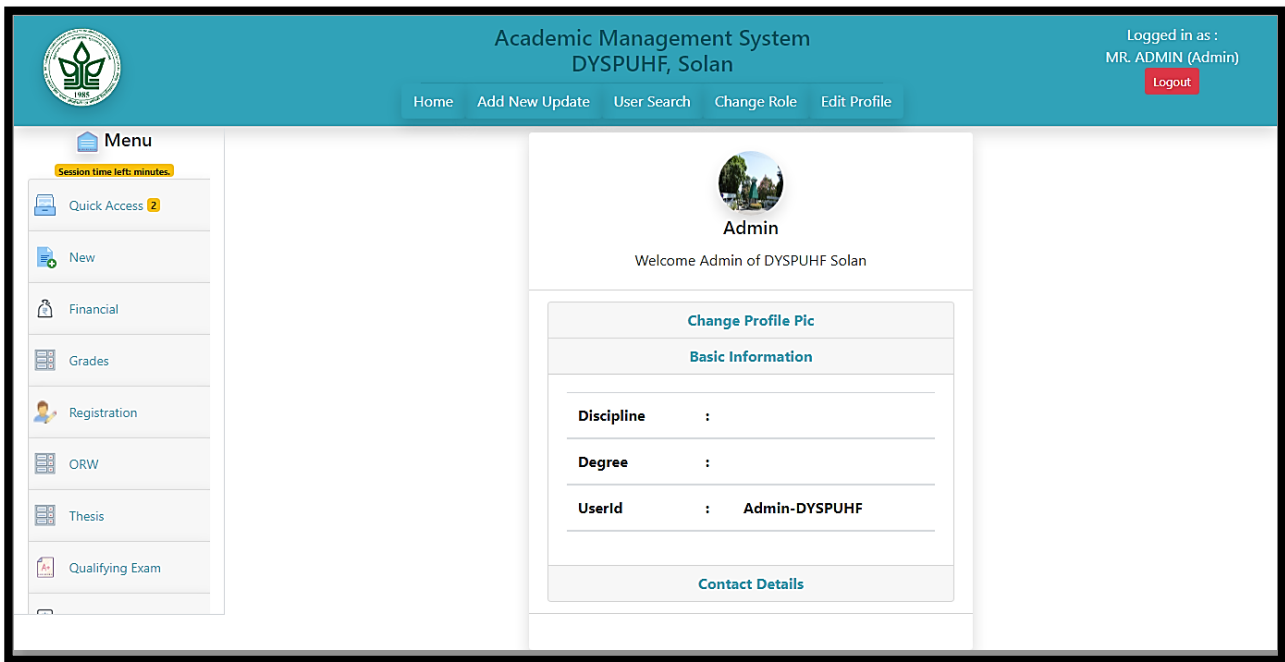 Academic Management System
DYSPUHF, Solan
Logged in as :
MR. ADMIN (Admin)
Logout
Home Add New Update User Search Change Role Edit Profile
1985
Menu
Session time left: minutes.
Quick Access 2
New
Financial
Grades
Registration
ORW
Thesis
Qualifying Exam
Admin
Welcome Admin of DYSPUHF Solan
Change Profile Pic
Basic Information
Discipline :
Degree :
UserId : Admin-DYSPUHF
Contact Details